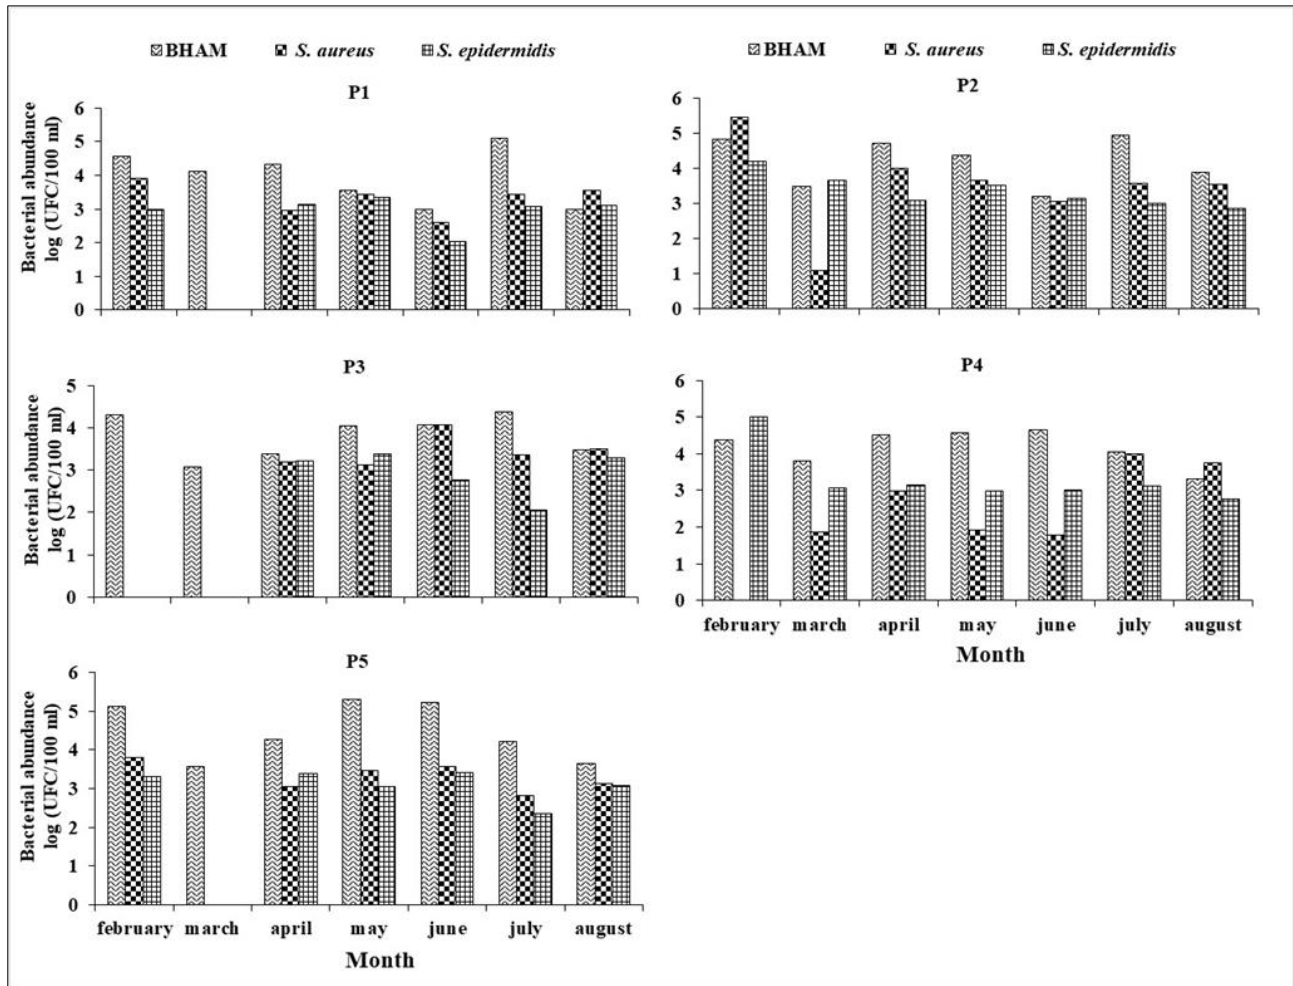 BHAM S. aureus S. epidermidis
P1
Bacterial abundance
log (UFC/100 ml)
6
5
4
3
2
1
0
BHAM S. aureus S. epidermidis
P2
6
5
4
3
2
1
0
P3
Bacterial abundance
log (UFC/100 ml)
5
4
3
2
1
0
P4
6
5
4
3
2
1
0
february march april may june july august
Month
P5
Bacterial abundance
log (UFC/100 ml)
6
5
4
3
2
1
0
february march april may june july august
Month